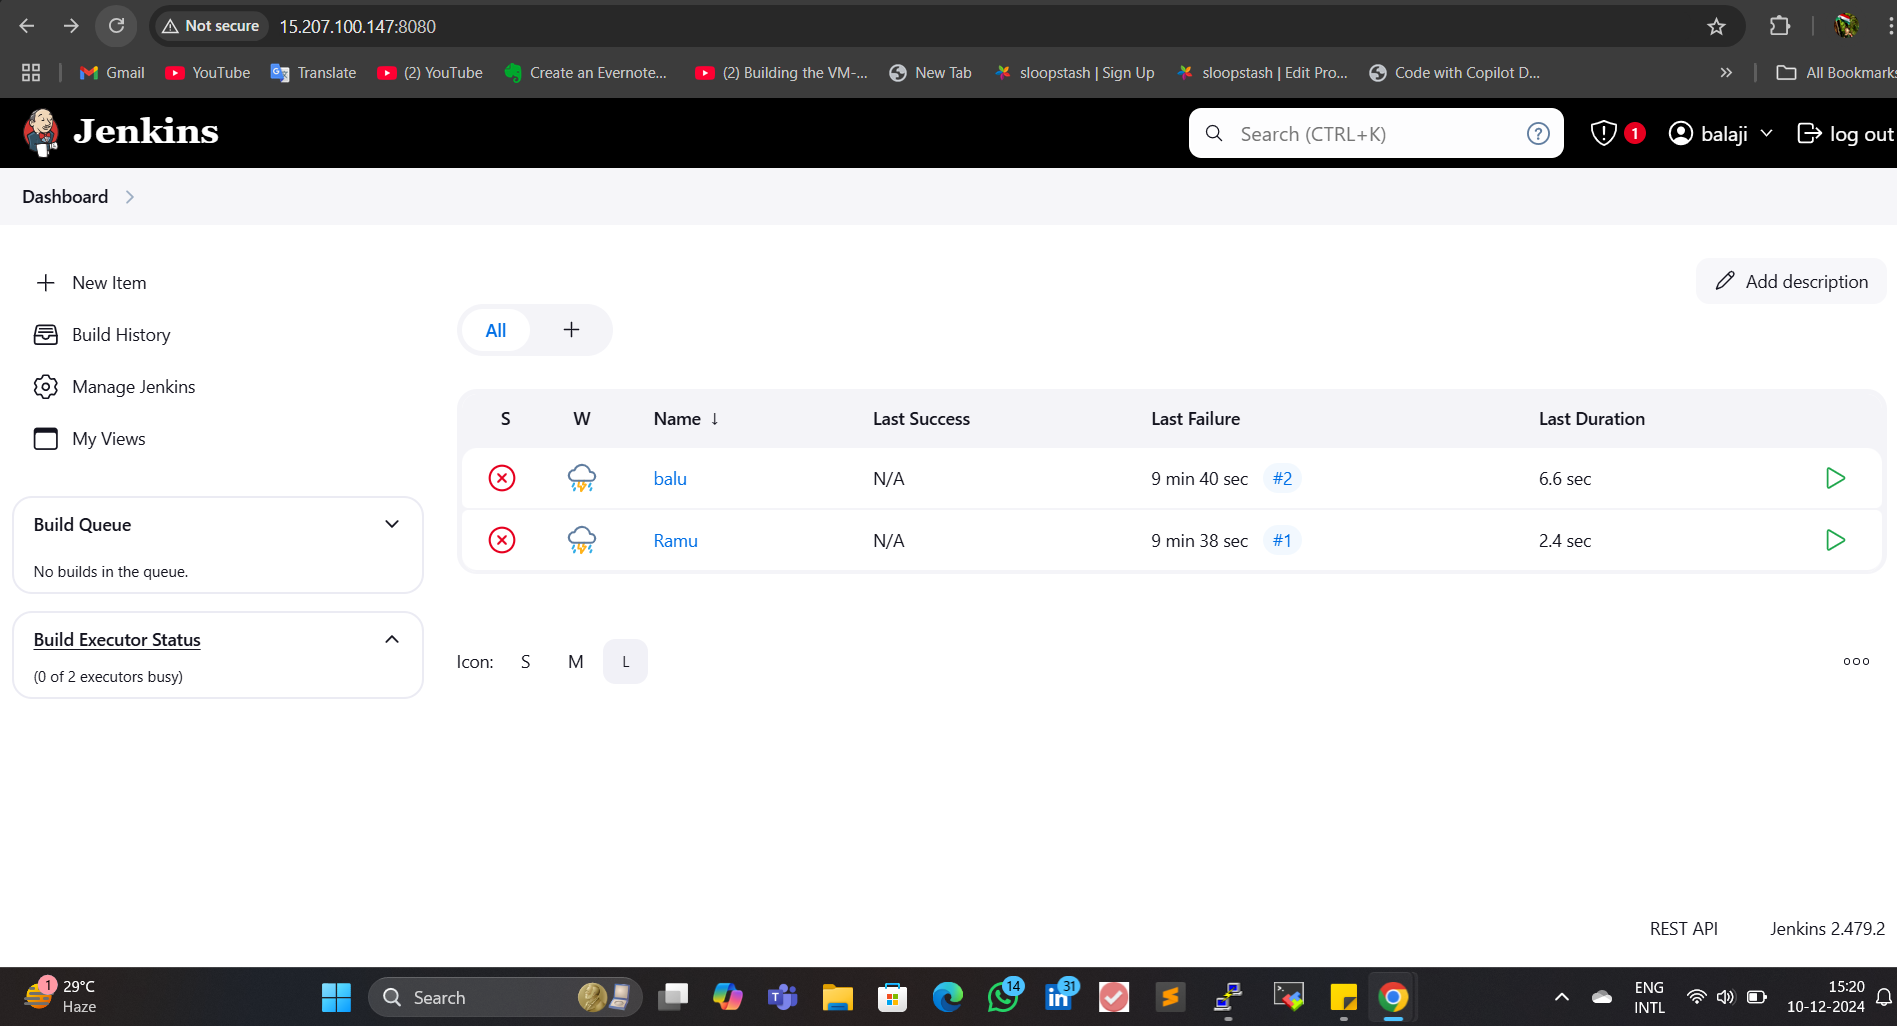 Not secure 15.207.100.147:8080
Gmail YouTube Translate (2) YouTube Create an Evernote... (2) Building the VM-... New Tab sloopstash | Sign Up sloopstash | Edit Pro... Code with Copilot D... » All Bookmarks
Jenkins Search (CTRL+K) ? 1 balaji log out
Dashboard
New Item
Build History
Manage Jenkins
My Views
Build Queue
No builds in the queue.
Build Executor Status
(0 of 2 executors busy)
Add description
All +
S W Name ↓ Last Success Last Failure Last Duration
balu N/A 9 min 40 sec #2 6.6 sec
Ramu N/A 9 min 38 sec #1 2.4 sec
Icon: S M L
REST API Jenkins 2.479.2
1 29°C
Haze
Search
14 31
ENG
INTL
15:20
10-12-2024